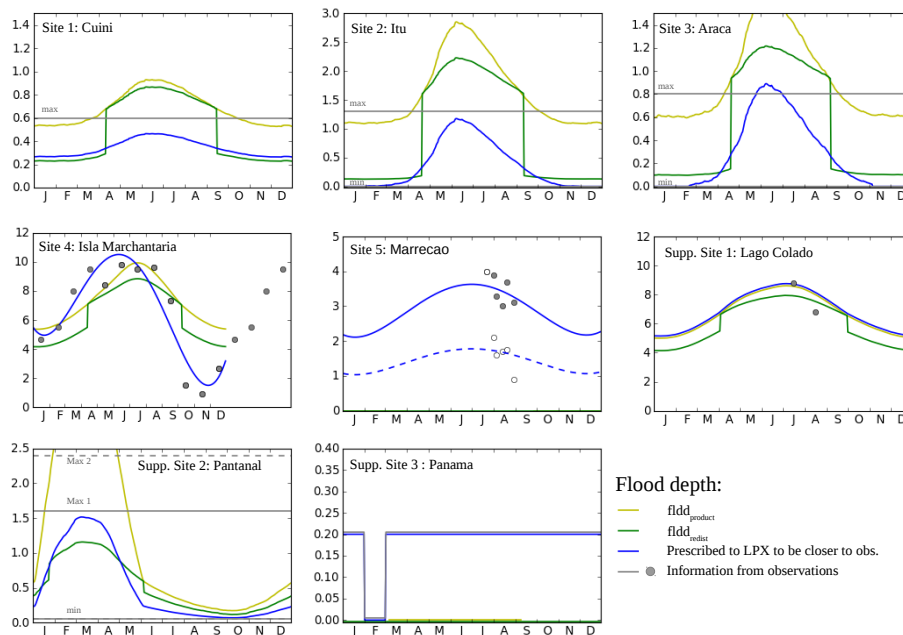 Site 1: Cuini
1.4
1.2
1.0
0.8
max
0.6
0.4
0.2
0.0
J F M A M J J A S O N D
Site 2: Itu
3.0
2.5
2.0
1.5
max
1.0
0.5
min
0.0
J F M A M J J A S O N D
Site 3: Araca
1.4
1.2
1.0
0.8
max
0.6
0.4
0.2
min
0.0
J F M A M J J A S O N D
Site 4: Isla Marchantaria
12
10
8
6
4
2
0
J F M A M J J A S O N D
Site 5: Marrecao
5
4
3
2
1
0
J F M A M J J A S O N D
Supp. Site 1: Lago Colado
12
10
8
6
4
2
0
J F M A M J J A S O N D
Supp. Site 2: Pantanal
2.5
Max 2
2.0
Max 1
1.5
1.0
0.5
min
0.0
J F M A M J J A S O N D
Supp. Site 3 : Panama
0.40
0.35
0.30
0.25
0.20
0.15
0.10
0.05
0.00
J F M A M J J A S O N D
Flood depth:
fldd product
fldd redist
Prescribed to LPX to be closer to obs.
Information from observations